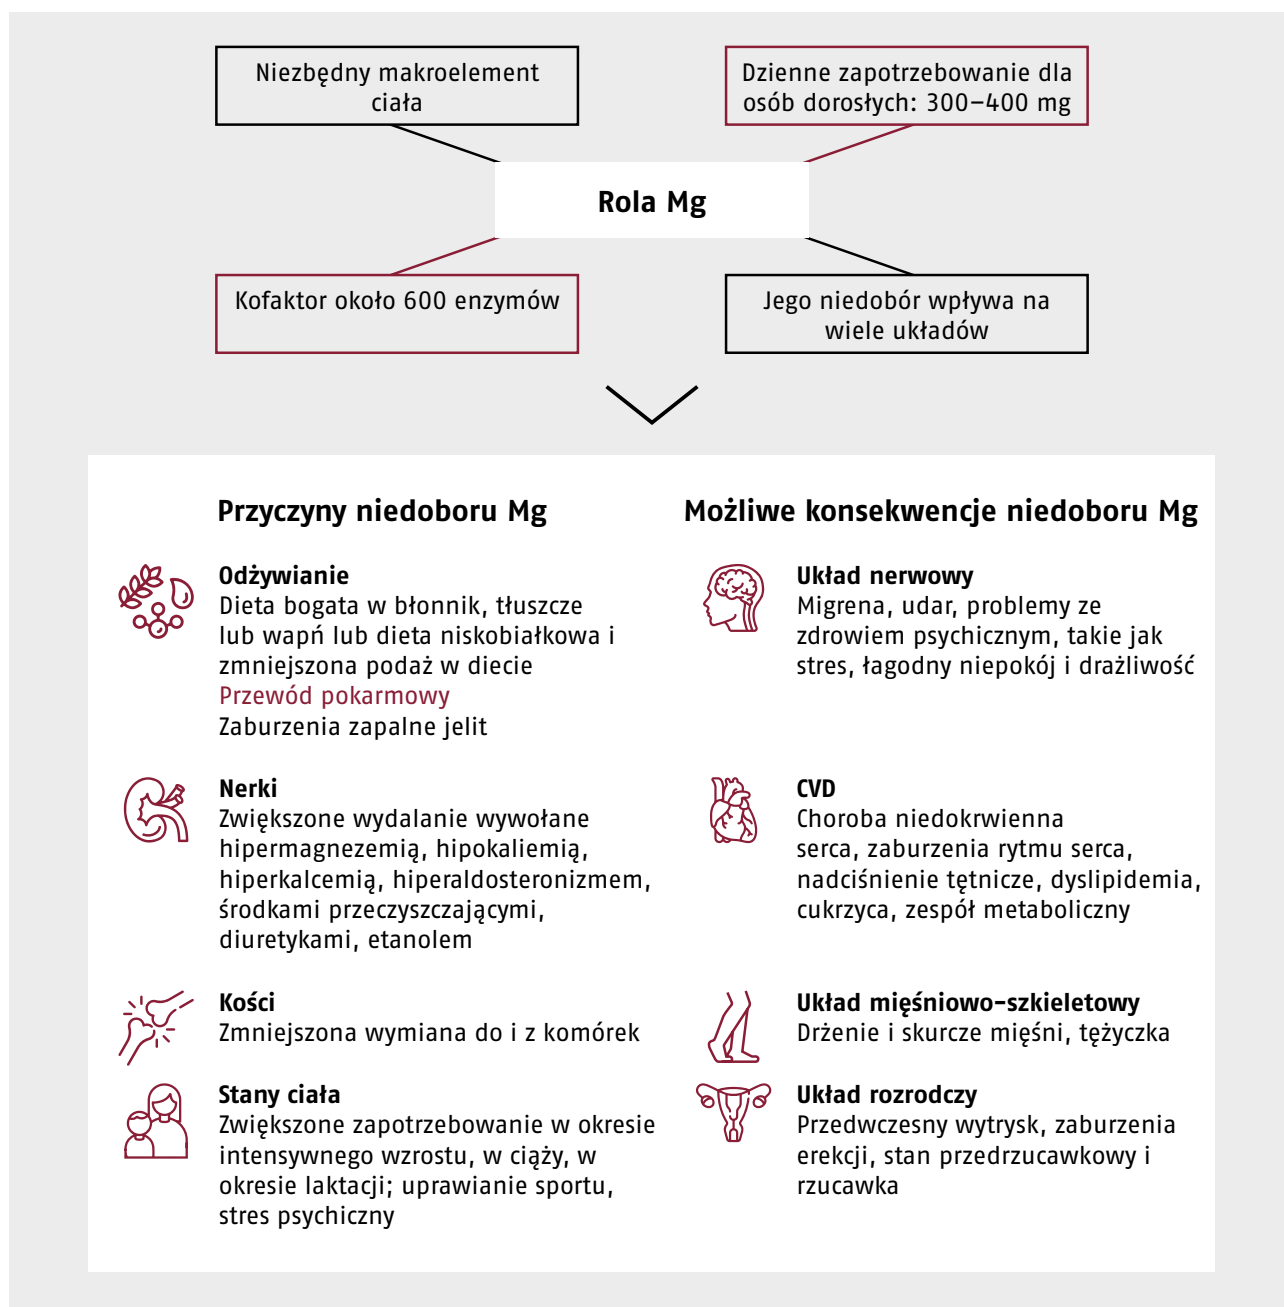 Niezbędny makroelement
ciała
Dzienne zapotrzebowanie dla
osób dorosłych: 300–400 mg
Rola Mg
Kofaktor około 600 enzymów
Jego niedobór wpływa na
wiele układów
Przyczyny niedoboru Mg
Odżywianie
Dieta bogata w błonnik, tłuszcze
lub wapń lub dieta niskobiałkowa i
zmniejszona podaż w diecie
Przewód pokarmowy
Zaburzenia zapalne jelit
Nerki
Zwiększone wydalanie wywołane
hipermagnezemią, hipokaliemią,
hiperkalcemią, hiperaldosteronizmem,
środkami przeczyszczającymi,
diuretykami, etanolem
Kości
Zmniejszona wymiana do i z komórek
Stany ciała
Zwiększone zapotrzebowanie w okresie
intensywnego wzrostu, w ciąży, w
okresie laktacji; uprawianie sportu,
stres psychiczny
Możliwe konsekwencje niedoboru Mg
Układ nerwowy
Migrena, udar, problemy ze
zdrowiem psychicznym, takie jak
stres, łagodny niepokój i drażliwość
CVD
Choroba niedokrwienna
serca, zaburzenia rytmu serca,
nadciśnienie tętnicze, dyslipidemia,
cukrzyca, zespół metaboliczny
Układ mięśniowo-szkieletowy
Drżenie i skurcze mięśni, tężyczka
Układ rozrodczy
Przedwczesny wytrysk, zaburzenia
erekcji, stan przedrzucawkowy i
rzucawka